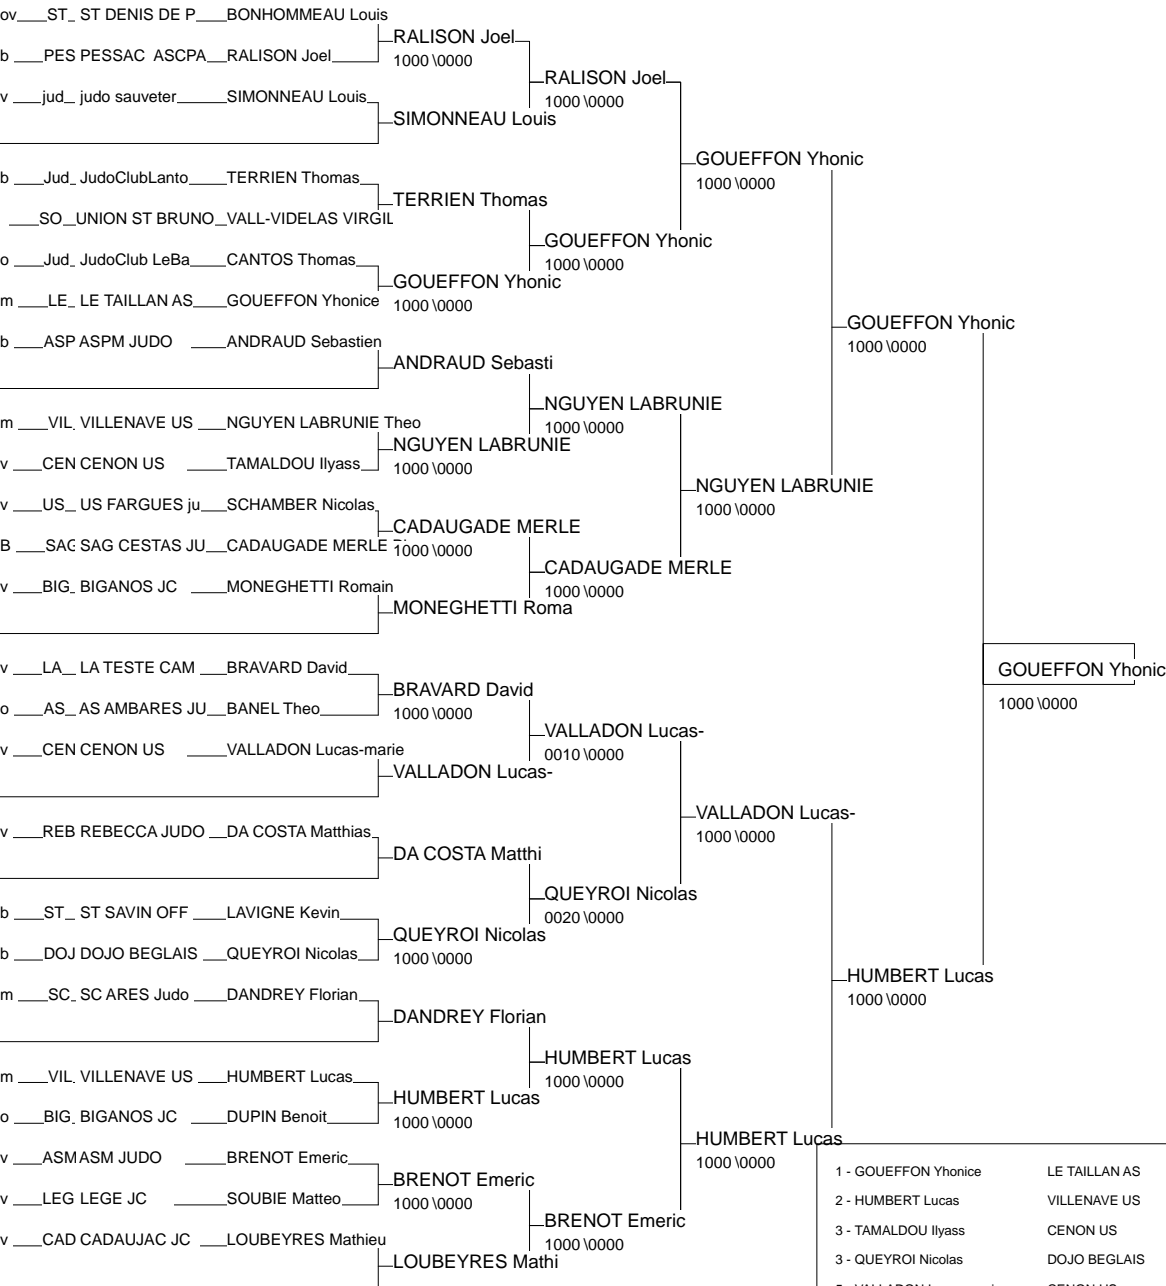 ov ST_ ST DENIS DE P BONHOMMEAU Louis
RALISON Joel
b PES PESSAC ASCPA RALISON Joel
1000 \0000
RALISON Joel
v jud_ judo sauveter SIMONNEAU Louis
1000 \0000
SIMONNEAU Louis
GOUEFFON Yhonic
b Jud_ JudoClubLanto TERRIEN Thomas
1000 \0000
TERRIEN Thomas
SO_ UNION ST BRUNO VALL-VIDELAS VIRGIL
GOUEFFON Yhonic
o Jud_ JudoClub LeBa CANTOS Thomas
1000 \0000
GOUEFFON Yhonic
m LE_ LE TAILLAN AS GOUEFFON Yhonice
1000 \0000
GOUEFFON Yhonic
b ASP ASPM JUDO ANDRAUD Sebastien
1000 \0000
ANDRAUD Sebasti
NGUYEN LABRUNIE
m VIL_ VILLENAVE US NGUYEN LABRUNIE Theo
1000 \0000
NGUYEN LABRUNIE
v CEN CENON US TAMALDOU Ilyass
1000 \0000
NGUYEN LABRUNIE
v US_ US FARGUES ju SCHAMBER Nicolas
1000 \0000
CADAUGADE MERLE
B SAG SAG CESTAS JU CADAUGADE MERLE
1000 \0000
CADAUGADE MERLE
v BIG_ BIGANOS JC MONEGHETTI Romain
1000 \0000
MONEGHETTI Roma
v LA_ LA TESTE CAM BRAVARD David
GOUEFFON Yhonic
BRAVARD David
1000 \0000
o AS_ AS AMBARES JU BANEL Theo
1000 \0000
VALLADON Lucas-
v CEN CENON US VALLADON Lucas-marie
0010 \0000
VALLADON Lucas-
VALLADON Lucas-
v REB REBECCA JUDO DA COSTA Matthias
1000 \0000
DA COSTA Matthi
QUEYROI Nicolas
b ST_ ST SAVIN OFF LAVIGNE Kevin
0020 \0000
QUEYROI Nicolas
b DOJ DOJO BEGLAIS QUEYROI Nicolas
1000 \0000
HUMBERT Lucas
m SC_ SC ARES Judo DANDREY Florian
1000 \0000
DANDREY Florian
HUMBERT Lucas
m VIL_ VILLENAVE US HUMBERT Lucas
1000 \0000
HUMBERT Lucas
o BIG_ BIGANOS JC DUPIN Benoit
1000 \0000
HUMBERT Lucas
v ASM ASM JUDO BRENOT Emeric
1000 \0000
1 - GOUEFFON Yhonice LE TAILLAN AS
BRENOT Emeric
v LEG LEGE JC SOUBIE Matteo
1000 \0000
2 - HUMBERT Lucas VILLENAVE US
BRENOT Emeric
3 - TAMALDOU Ilyass CENON US
v CAD CADAUJAC JC LOUBEYRES Mathieu
1000 \0000
LOUBEYRES Mathi
3 - QUEYROI Nicolas DOJO BEGLAIS